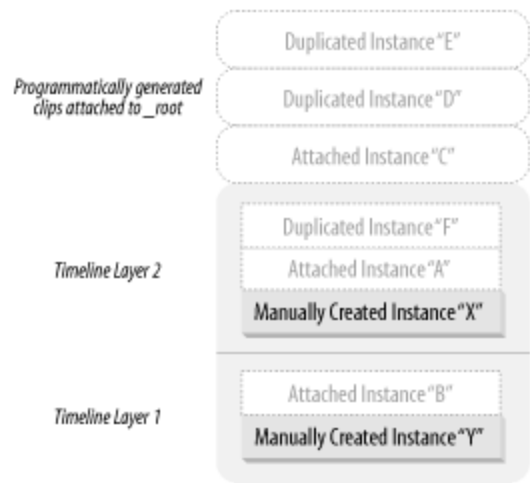 Duplicated Instance “E”
Programmatically generated
clips attached to _root
Duplicated Instance “D”
Attached Instance “C”
Duplicated Instance “F”
Timeline Layer 2
Attached Instance “A”
Manually Created Instance “X”
Attached Instance “B”
Timeline Layer 1
Manually Created Instance “Y”